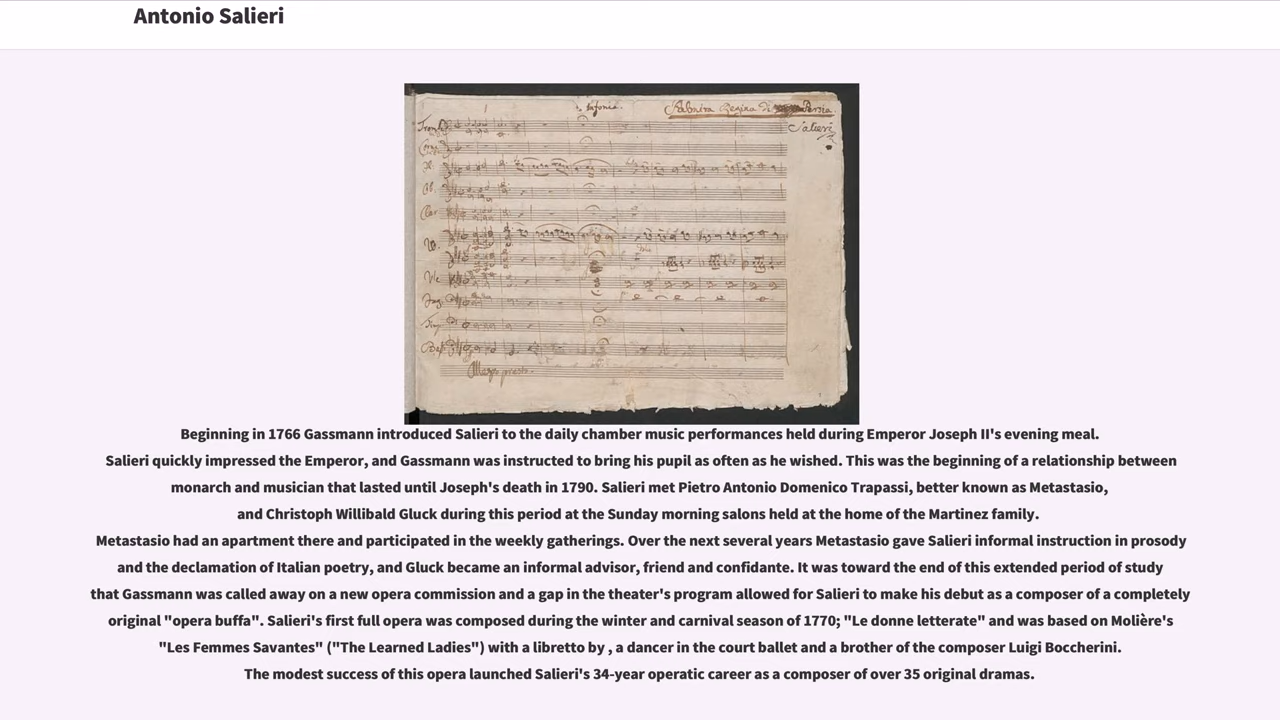 Antonio Salieri
Sinfonia.
Persia.
Salieri
Allegro presto.
Beginning in 1766 Gassmann introduced Salieri to the daily chamber music performances held during Emperor Joseph II's evening meal.
Salieri quickly impressed the Emperor, and Gassmann was instructed to bring his pupil as often as he wished. This was the beginning of a relationship between
monarch and musician that lasted until Joseph's death in 1790. Salieri met Pietro Antonio Domenico Trapassi, better known as Metastasio,
and Christoph Willibald Gluck during this period at the Sunday morning salons held at the home of the Martinez family.
Metastasio had an apartment there and participated in the weekly gatherings. Over the next several years Metastasio gave Salieri informal instruction in prosody
and the declamation of Italian poetry, and Gluck became an informal advisor, friend and confidante. It was toward the end of this extended period of study
that Gassmann was called away on a new opera commission and a gap in the theater's program allowed for Salieri to make his debut as a composer of a completely
original "opera buffa". Salieri's first full opera was composed during the winter and carnival season of 1770; "Le donne letterate" and was based on Molière's
"Les Femmes Savantes" ("The Learned Ladies") with a libretto by , a dancer in the court ballet and a brother of the composer Luigi Boccherini.
The modest success of this opera launched Salieri's 34-year operatic career as a composer of over 35 original dramas.